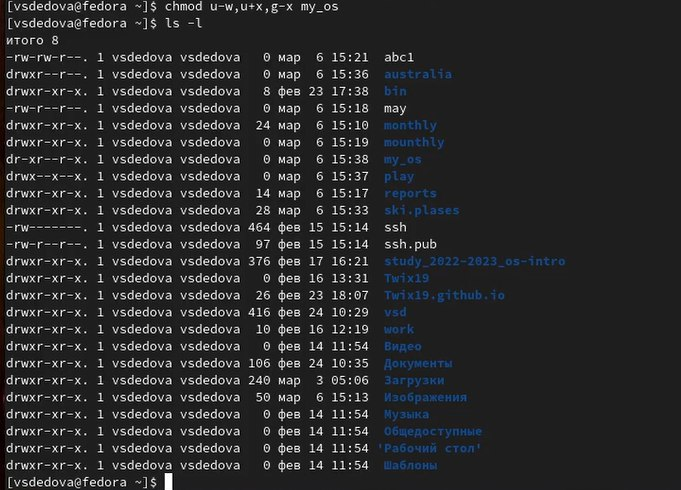 [vsdedova@fedora ~]$ chmod u-w,u+x,g-x my_os
[vsdedova@fedora ~]$ ls -l
итого 8
-rw-rw-r--. 1 vsdedova vsdedova   0 мар  6 15:21  abc1
drwxr--r--. 1 vsdedova vsdedova   0 мар  6 15:36  australia
drwxr-xr-x. 1 vsdedova vsdedova   8 фев 23 17:38  bin
-rw-r--r--. 1 vsdedova vsdedova   0 мар  6 15:18  may
drwxr-xr-x. 1 vsdedova vsdedova  24 мар  6 15:10  monthly
drwxr-xr-x. 1 vsdedova vsdedova   0 мар  6 15:19  mounthly
dr-xr--r-x. 1 vsdedova vsdedova   0 мар  6 15:38  my_os
drwx--x--x. 1 vsdedova vsdedova   0 мар  6 15:37  play
drwxr-xr-x. 1 vsdedova vsdedova  14 мар  6 15:17  reports
drwxr-xr-x. 1 vsdedova vsdedova  28 мар  6 15:33  ski.plases
-rw-------. 1 vsdedova vsdedova 464 фев 15 15:14  ssh
-rw-r--r--. 1 vsdedova vsdedova  97 фев 15 15:14  ssh.pub
drwxr-xr-x. 1 vsdedova vsdedova 376 фев 17 16:21  study_2022-2023_os-intro
drwxr-xr-x. 1 vsdedova vsdedova   0 фев 16 13:31  Twix19
drwxr-xr-x. 1 vsdedova vsdedova  26 фев 23 18:07  Twix19.github.io
drwxr-xr-x. 1 vsdedova vsdedova 416 фев 24 10:29  vsd
drwxr-xr-x. 1 vsdedova vsdedova  10 фев 16 12:19  work
drwxr-xr-x. 1 vsdedova vsdedova   0 фев 14 11:54  Видео
drwxr-xr-x. 1 vsdedova vsdedova 106 фев 24 10:35  Документы
drwxr-xr-x. 1 vsdedova vsdedova 240 мар  3 05:06  Загрузки
drwxr-xr-x. 1 vsdedova vsdedova  50 мар  6 15:13  Изображения
drwxr-xr-x. 1 vsdedova vsdedova   0 фев 14 11:54  Музыка
drwxr-xr-x. 1 vsdedova vsdedova   0 фев 14 11:54  Общедоступные
drwxr-xr-x. 1 vsdedova vsdedova   0 фев 14 11:54 'Рабочий стол'
drwxr-xr-x. 1 vsdedova vsdedova   0 фев 14 11:54  Шаблоны
[vsdedova@fedora ~]$